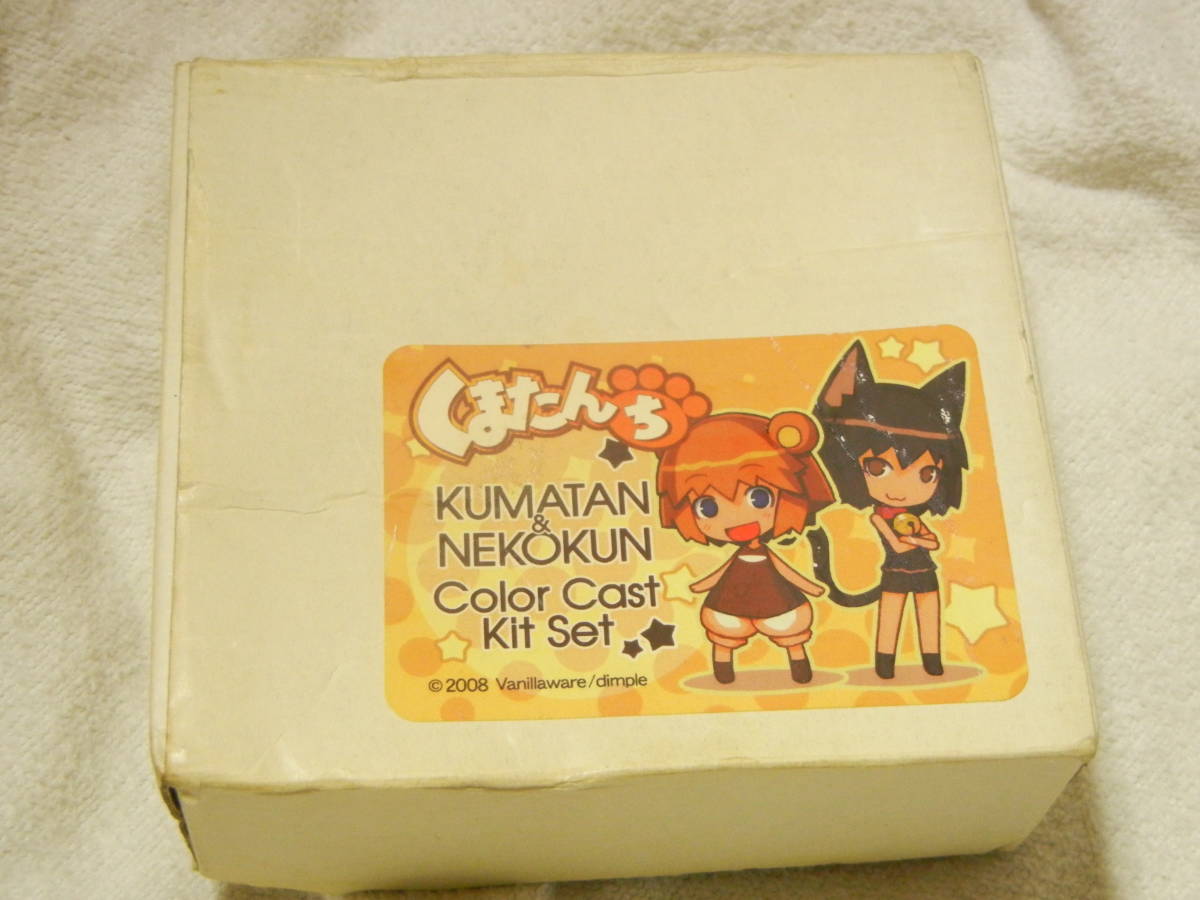 くまたんち
KUMATAN
&
NEKOKUN
Color Cast
Kit Set
© 2008 Vanillaware/dimple